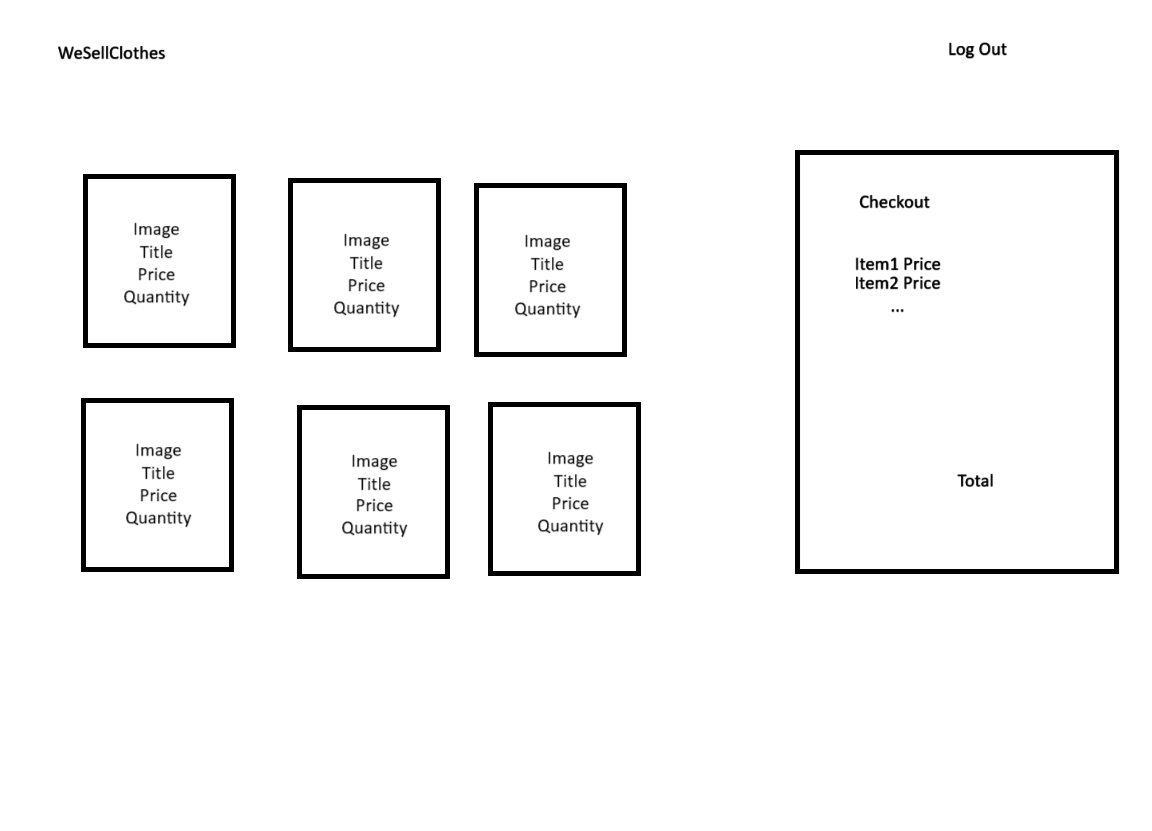 WeSellClothes
Log Out
Image
Title
Price
Quantity
Image
Title
Price
Quantity
Image
Title
Price
Quantity
Checkout
Item1 Price
Item2 Price
...
Total
Image
Title
Price
Quantity
Image
Title
Price
Quantity
Image
Title
Price
Quantity